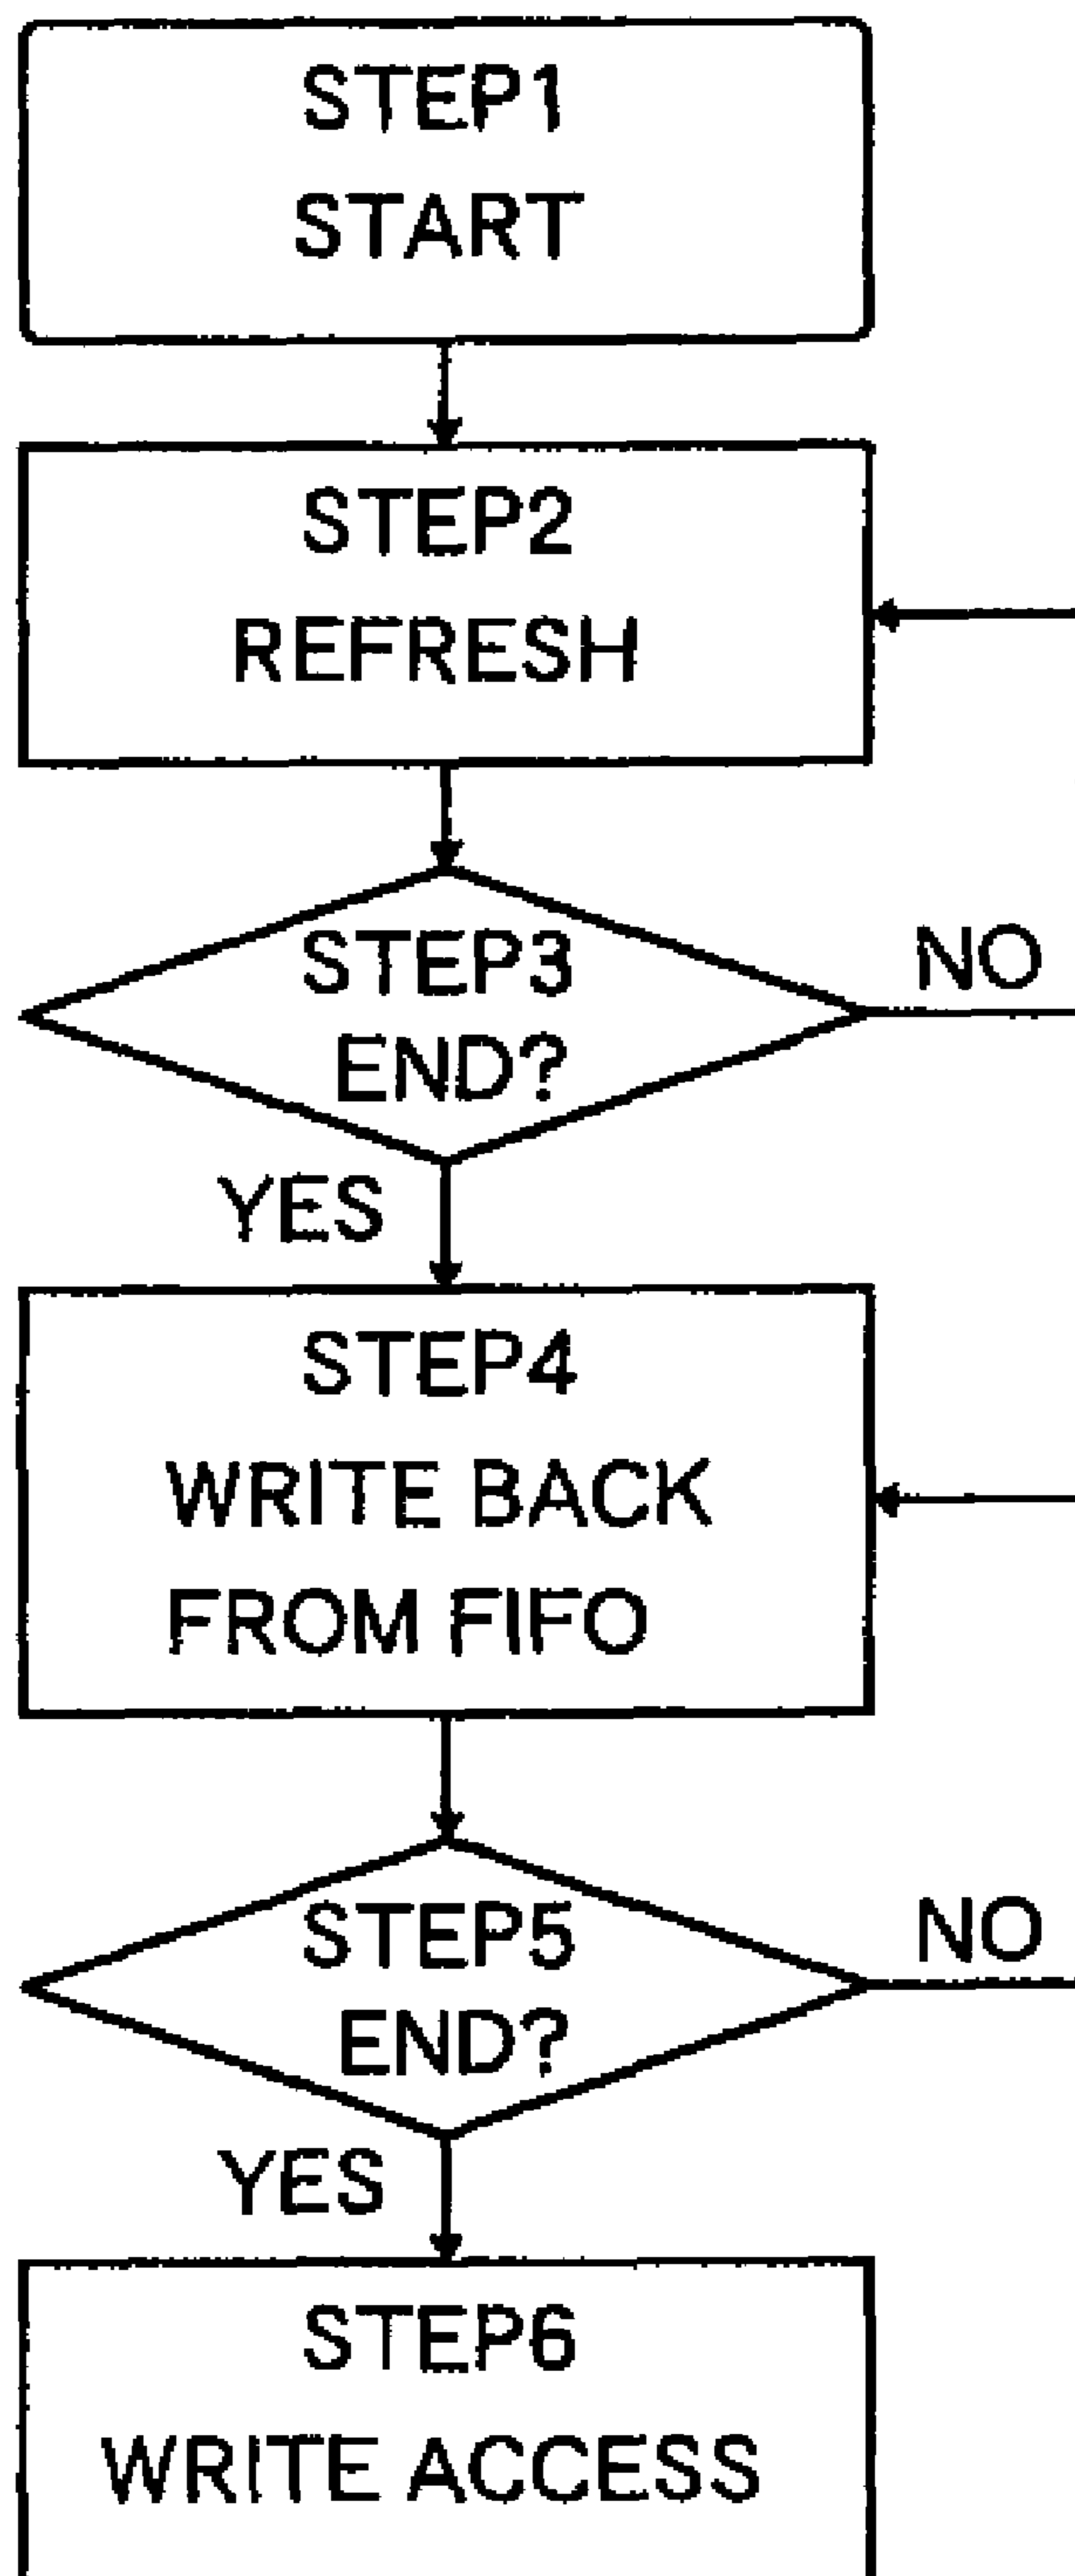 STEP1
START
STEP2
REFRESH
STEP3
END?
NO
YES
STEP4
WRITE BACK
FROM FIFO
STEP5
END?
NO
YES
STEP6
WRITE ACCESS